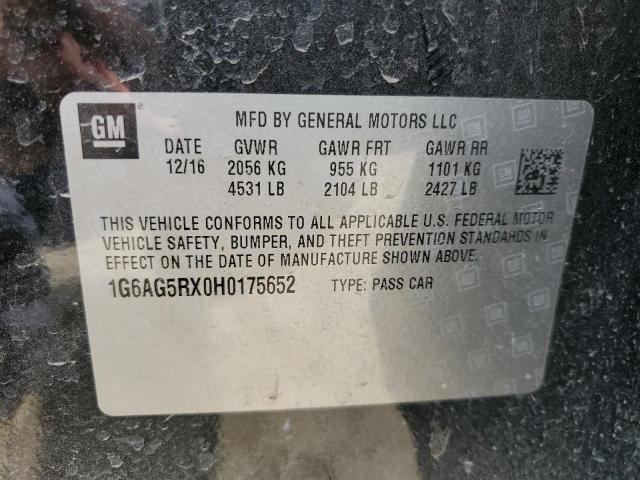 GM ®
MFD BY GENERAL MOTORS LLC
DATE GVWR GAWR FRT GAWR RR
12/16 2056 KG 955 KG 1101 KG
4531 LB 2104 LB 2427 LB
THIS VEHICLE CONFORMS TO ALL APPLICABLE U.S. FEDERAL MOTOR
VEHICLE SAFETY, BUMPER, AND THEFT PREVENTION STANDARDS IN
EFFECT ON THE DATE OF MANUFACTURE SHOWN ABOVE.
1G6AG5RX0H0175652 TYPE: PASS CAR